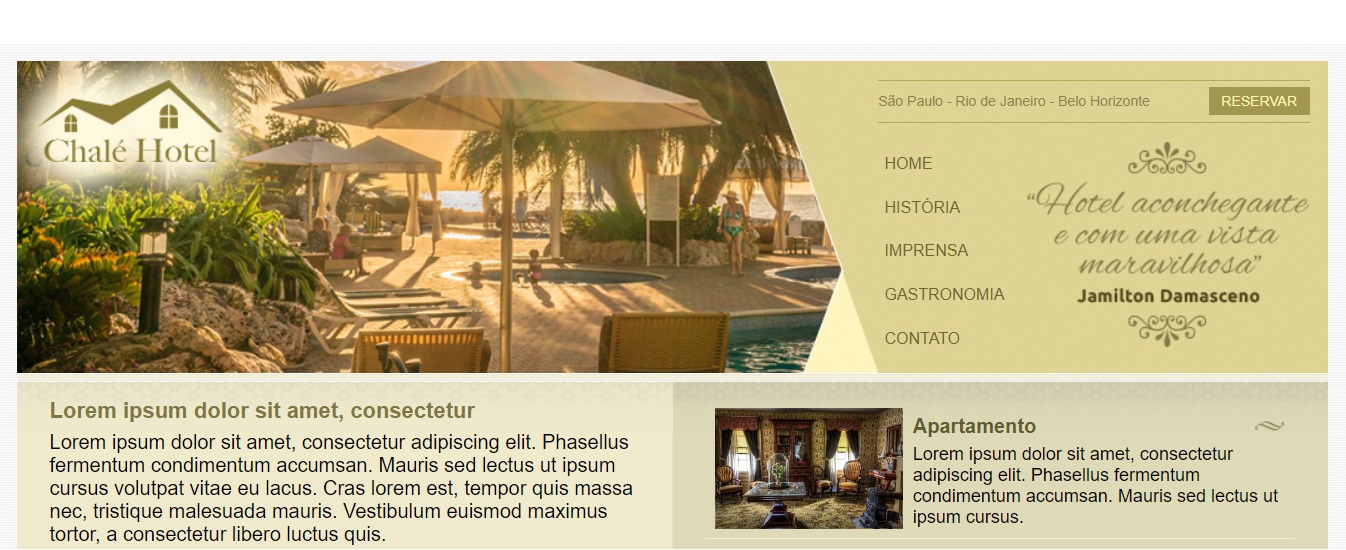 Chalé Hotel
São Paulo - Rio de Janeiro - Belo Horizonte
RESERVAR
HOME
HISTÓRIA
IMPRENSA
GASTRONOMIA
CONTATO
“Hotel aconchegante
e com uma vista
maravilhosa”
Jamilton Damasceno
Lorem ipsum dolor sit amet, consectetur
Lorem ipsum dolor sit amet, consectetur adipiscing elit. Phasellus
fermentum condimentum accumsan. Mauris sed lectus ut ipsum
cursus volutpat vitae eu lacus. Cras lorem est, tempor quis massa
nec, tristique malesuada mauris. Vestibulum euismod maximus
tortor, a consectetur libero luctus quis.
Apartamento
Lorem ipsum dolor sit amet, consectetur
adipiscing elit. Phasellus fermentum
condimentum accumsan. Mauris sed lectus ut
ipsum cursus.